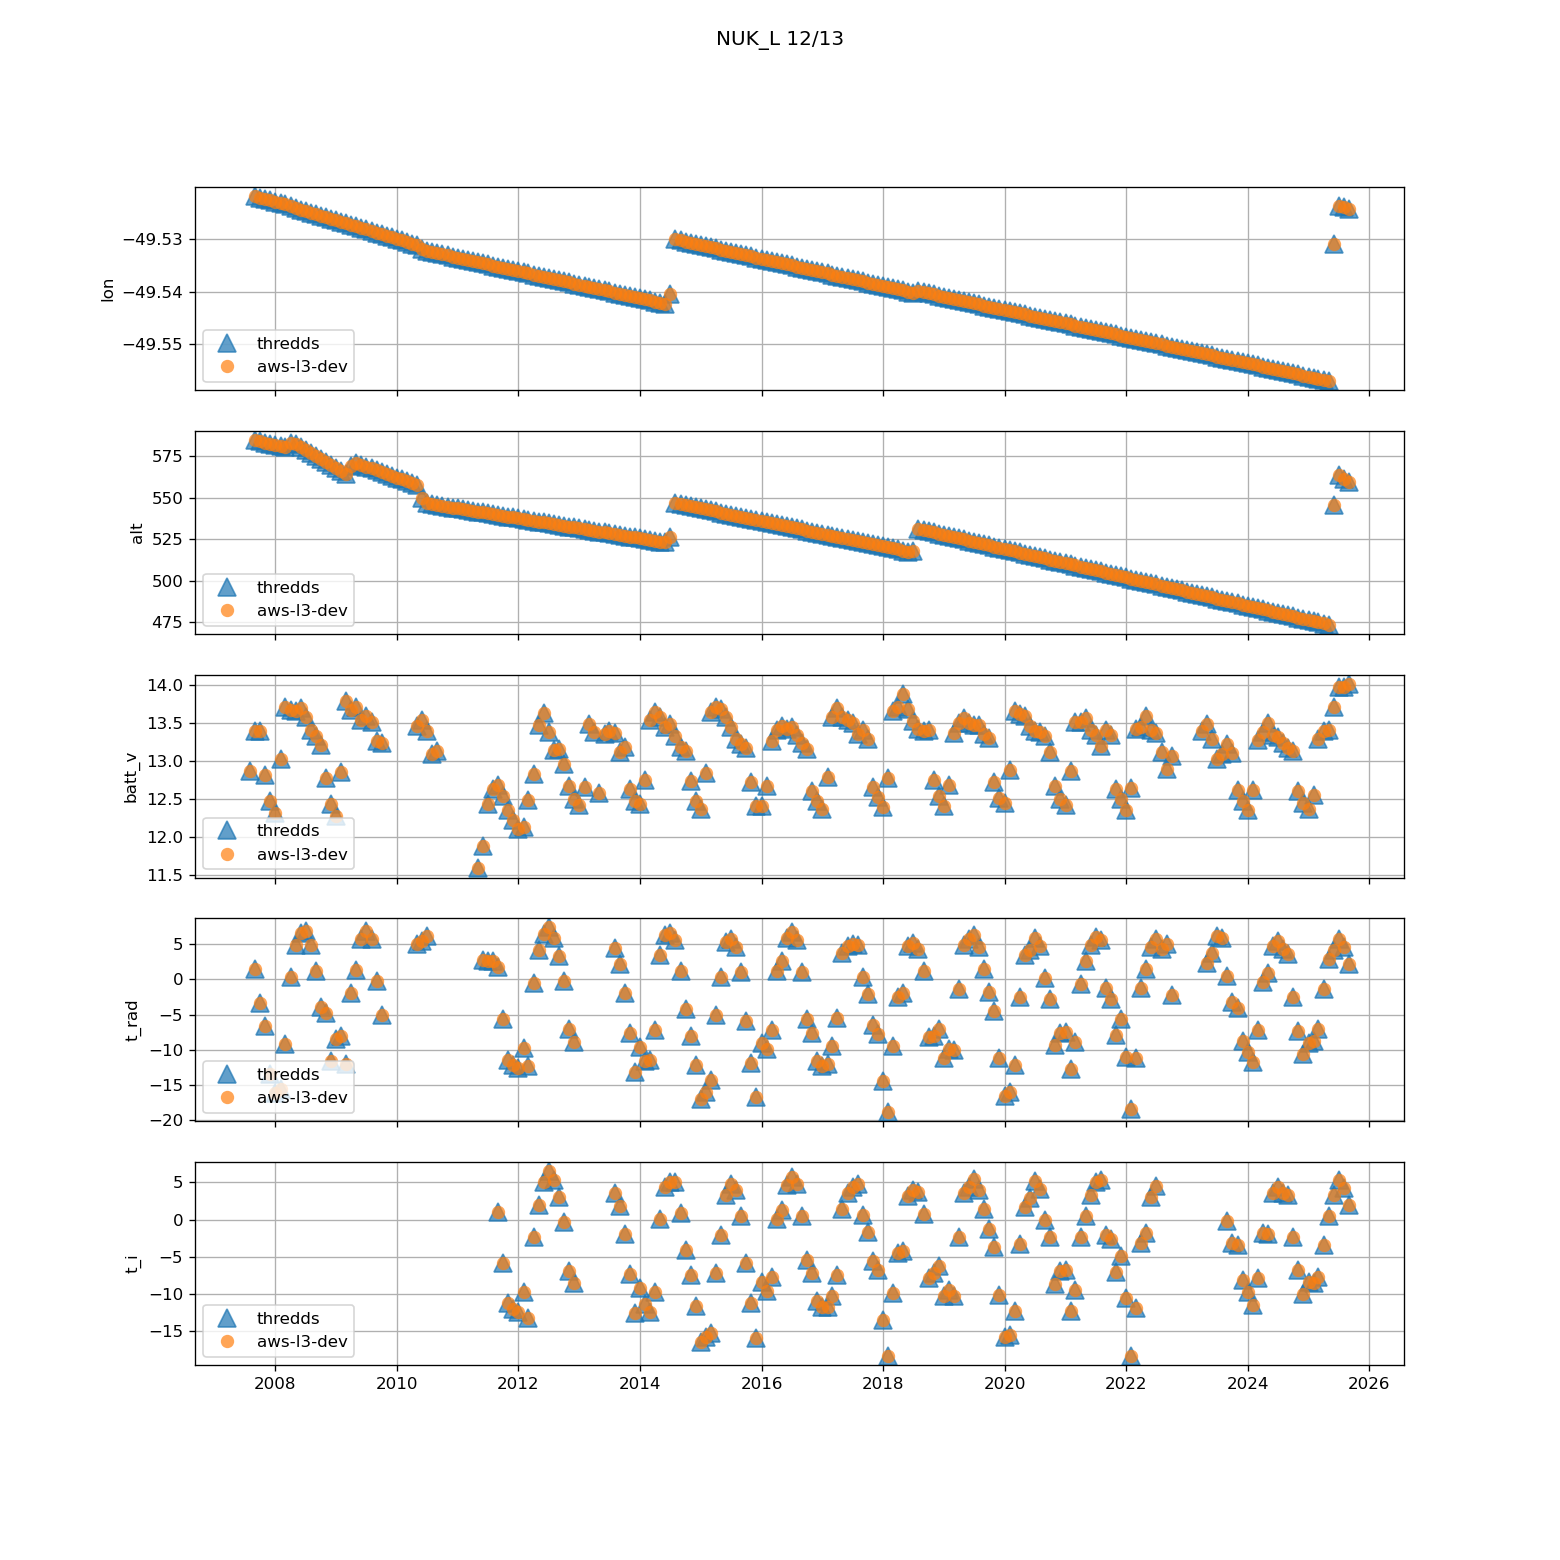 NUK_L 12/13
lon
−49.53
−49.54
−49.55
thredds
aws-l3-dev
alt
575
550
525
500
475
thredds
aws-l3-dev
batt_v
14.0
13.5
13.0
12.5
12.0
11.5
thredds
aws-l3-dev
t_rad
5
0
−5
−10
−15
−20
thredds
aws-l3-dev
t_i
5
0
−5
−10
−15
thredds
aws-l3-dev
2008 2010 2012 2014 2016 2018 2020 2022 2024 2026